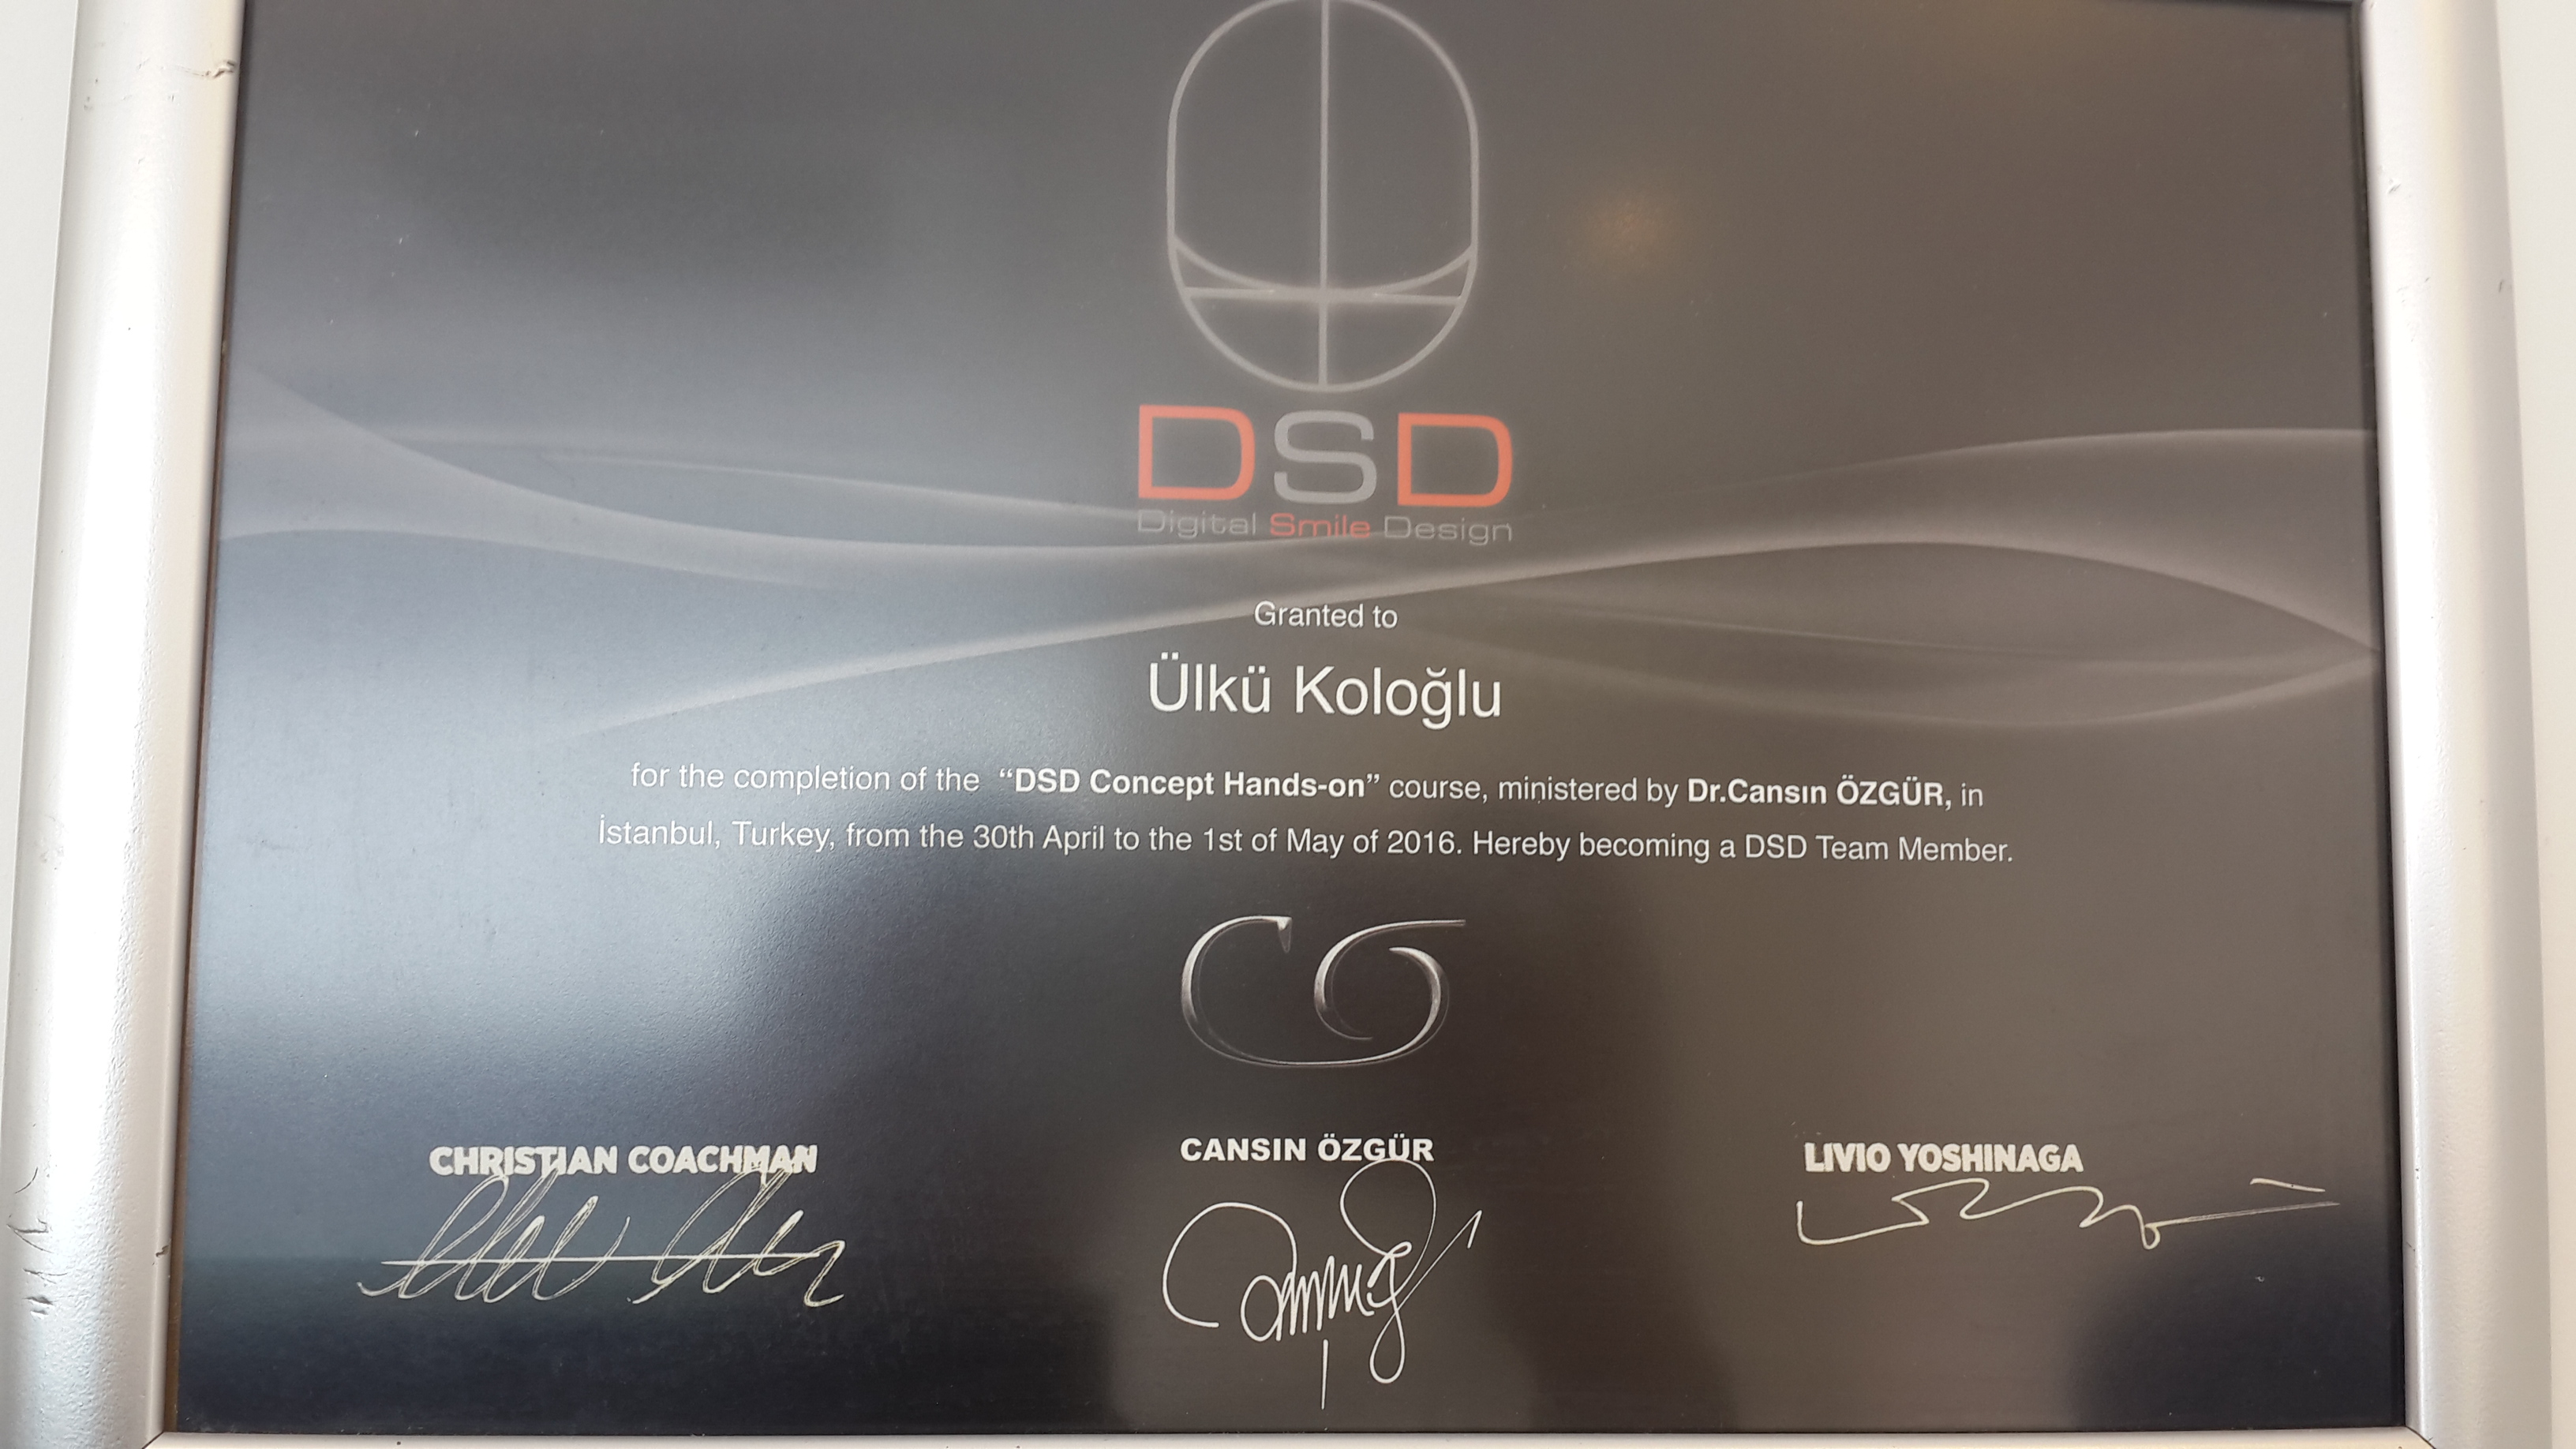 DSD
Digital Smile Design
Granted to
Ülkü Koloğlu
for the completion of the “DSD Concept Hands-on” course, ministered by Dr.Cansın ÖZGÜR, in
İstanbul, Turkey, from the 30th April to the 1st of May of 2016. Hereby becoming a DSD Team Member.
CHRISTIAN COACHMAN
CANSIN ÖZGÜR
LIVIO YOSHINAGA